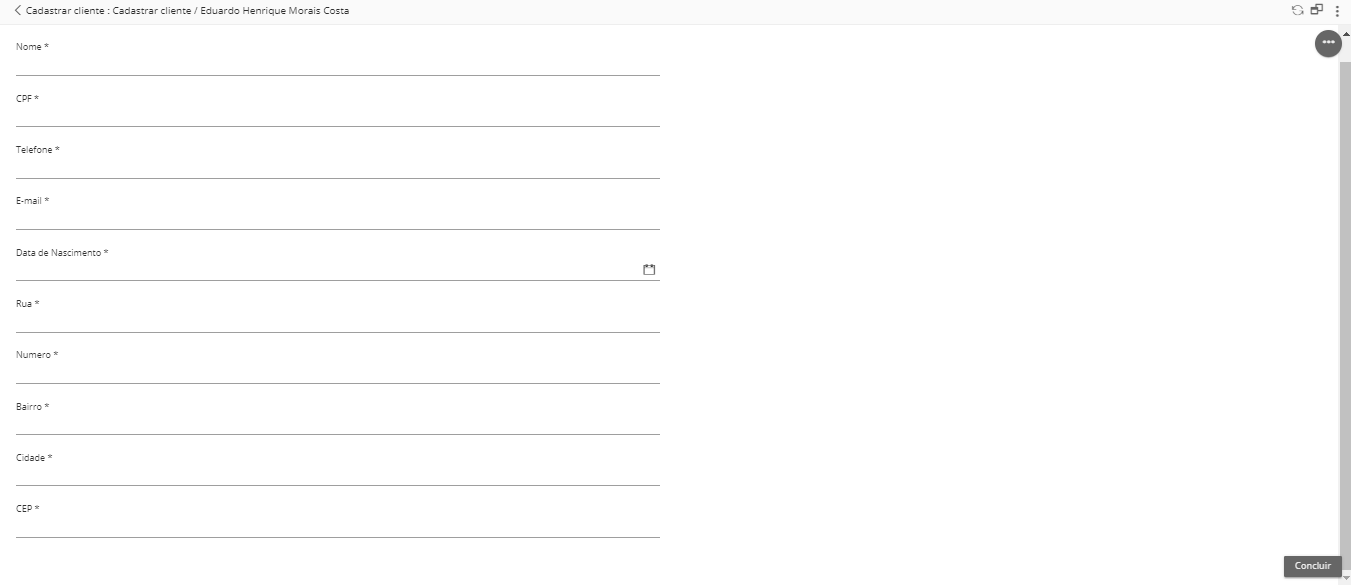 Cadastrar cliente : Cadastrar cliente / Eduardo Henrique Morais Costa
Nome *
CPF *
Telefone *
E-mail *
Data de Nascimento *
Rua *
Numero *
Bairro *
Cidade *
CEP *
Concluir